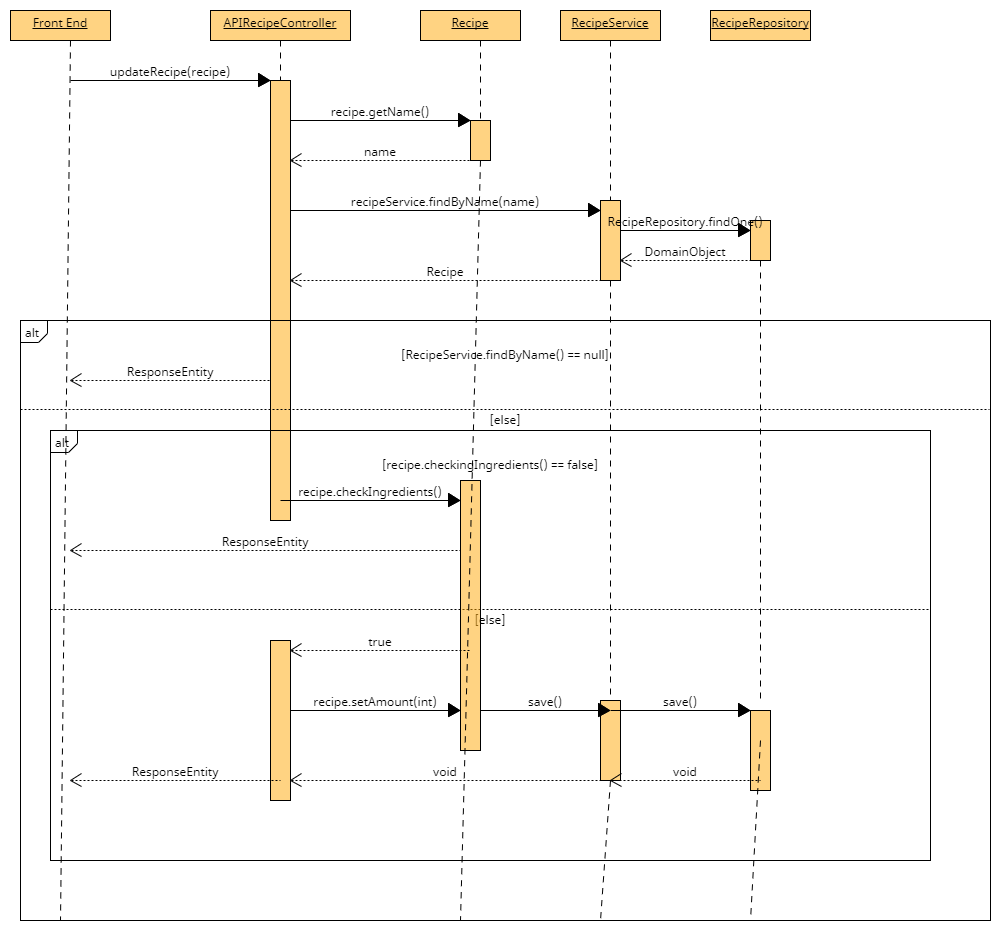 Front End
APIRecipeController
Recipe
RecipeService
RecipeRepository
updateRecipe(recipe)
recipe.getName()
name
recipeService.findByName(name)
RecipeRepository.findOne()
DomainObject
Recipe
alt
[RecipeService.findByName() == null]
ResponseEntity
[else]
alt
[recipe.checkingIngredients() == false]
recipe.checkIngredients()
ResponseEntity
[else]
true
recipe.setAmount(int)
save()
save()
ResponseEntity
void
void